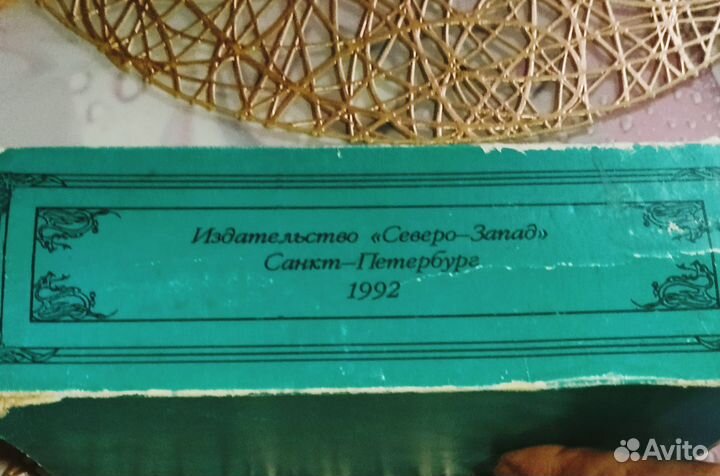 Издательство «Северо–Запад»
Санкт–Петербург
1992
Avito